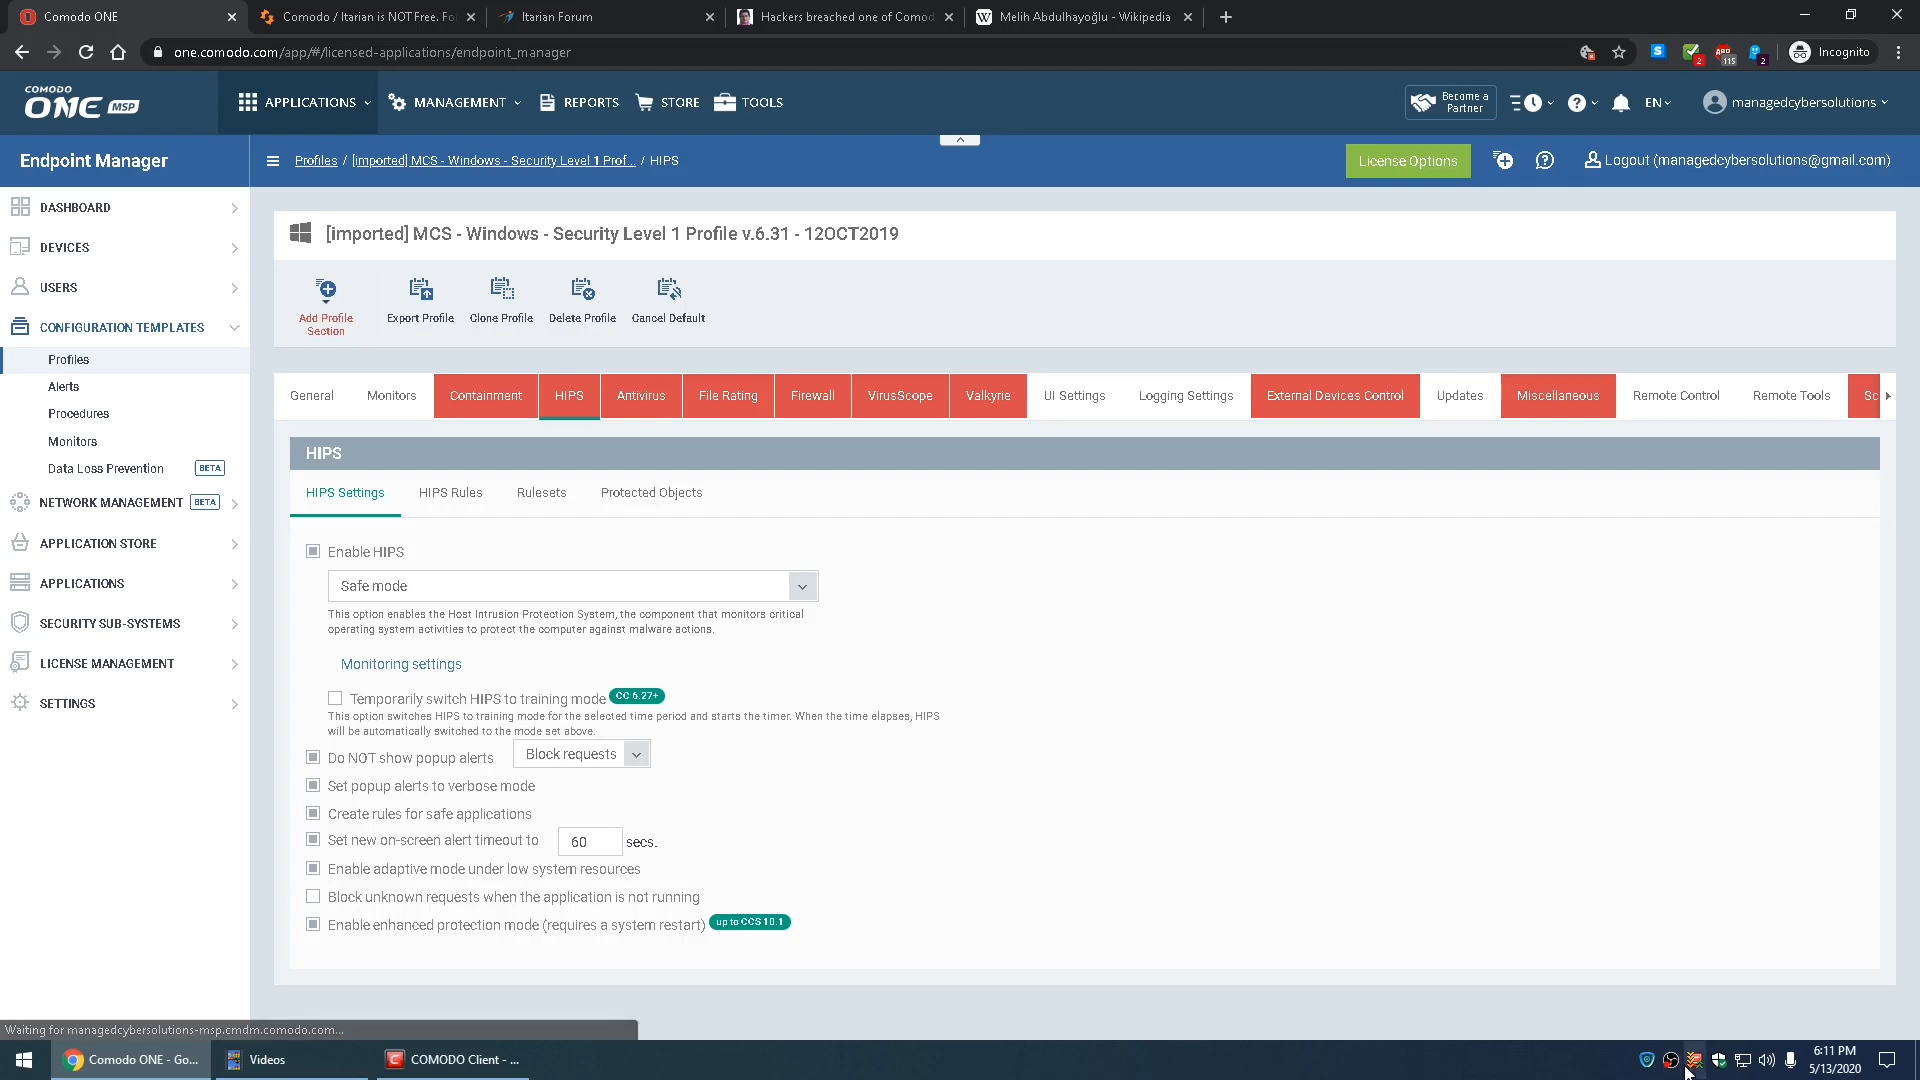 Comodo ONE
Comodo / Itarian is NOT Free. Fo
Itarian Forum
Hackers breached one of Comod
Melih Abdulhayoğlu - Wikipedia
one.comodo.com/app/#/licensed-applications/endpoint_manager
2
115
2
Incognito
COMODO
ONE MSP
APPLICATIONS
MANAGEMENT
REPORTS
STORE
TOOLS
Become a
Partner
EN
managedcybersolutions
Endpoint Manager
Profiles / [imported] MCS - Windows - Security Level 1 Prof... / HIPS
License Options
Logout (managedcybersolutions@gmail.com)
DASHBOARD
DEVICES
USERS
CONFIGURATION TEMPLATES
Profiles
Alerts
Procedures
Monitors
Data Loss Prevention BETA
NETWORK MANAGEMENT BETA
APPLICATION STORE
APPLICATIONS
SECURITY SUB-SYSTEMS
LICENSE MANAGEMENT
SETTINGS
[imported] MCS - Windows - Security Level 1 Profile v.6.31 - 12OCT2019
Add Profile
Section
Export Profile
Clone Profile
Delete Profile
Cancel Default
General
Monitors
Containment
HIPS
Antivirus
File Rating
Firewall
VirusScope
Valkyrie
UI Settings
Logging Settings
External Devices Control
Updates
Miscellaneous
Remote Control
Remote Tools
Sc
HIPS
HIPS Settings
HIPS Rules
Rulesets
Protected Objects
Enable HIPS
Safe mode
This option enables the Host Intrusion Protection System, the component that monitors critical
operating system activities to protect the computer against malware actions.
Monitoring settings
Temporarily switch HIPS to training mode CC 6.27+
This option switches HIPS to training mode for the selected time period and starts the timer. When the time elapses, HIPS
will be automatically switched to the mode set above.
Do NOT show popup alerts Block requests
Set popup alerts to verbose mode
Create rules for safe applications
Set new on-screen alert timeout to 60 secs.
Enable adaptive mode under low system resources
Block unknown requests when the application is not running
Enable enhanced protection mode (requires a system restart) up to CCS 10.1
Waiting for managedcybersolutions-msp.cmdm.comodo.com...
Comodo ONE - Go...
Videos
COMODO Client - ...
6:11 PM
5/13/2020